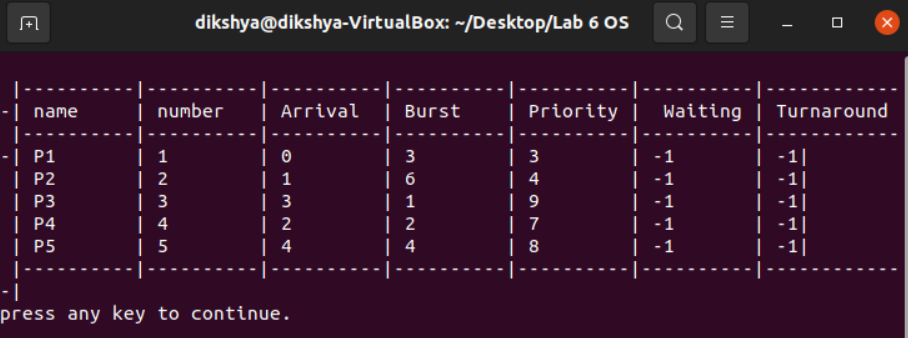 dikshya@dikshya-VirtualBox: ~/Desktop/Lab 6 OS
|----------|----------|----------|----------|----------|----------|------------
-| name | number | Arrival | Burst | Priority | Waiting | Turnaround
|----------|----------|----------|----------|----------|----------|------------
-| P1 | 1 | 0 | 3 | 3 | -1 | -1|
| P2 | 2 | 1 | 6 | 4 | -1 | -1|
| P3 | 3 | 3 | 1 | 9 | -1 | -1|
| P4 | 4 | 2 | 2 | 7 | -1 | -1|
| P5 | 5 | 4 | 4 | 8 | -1 | -1|
|----------|----------|----------|----------|----------|----------|------------
-|
press any key to continue.